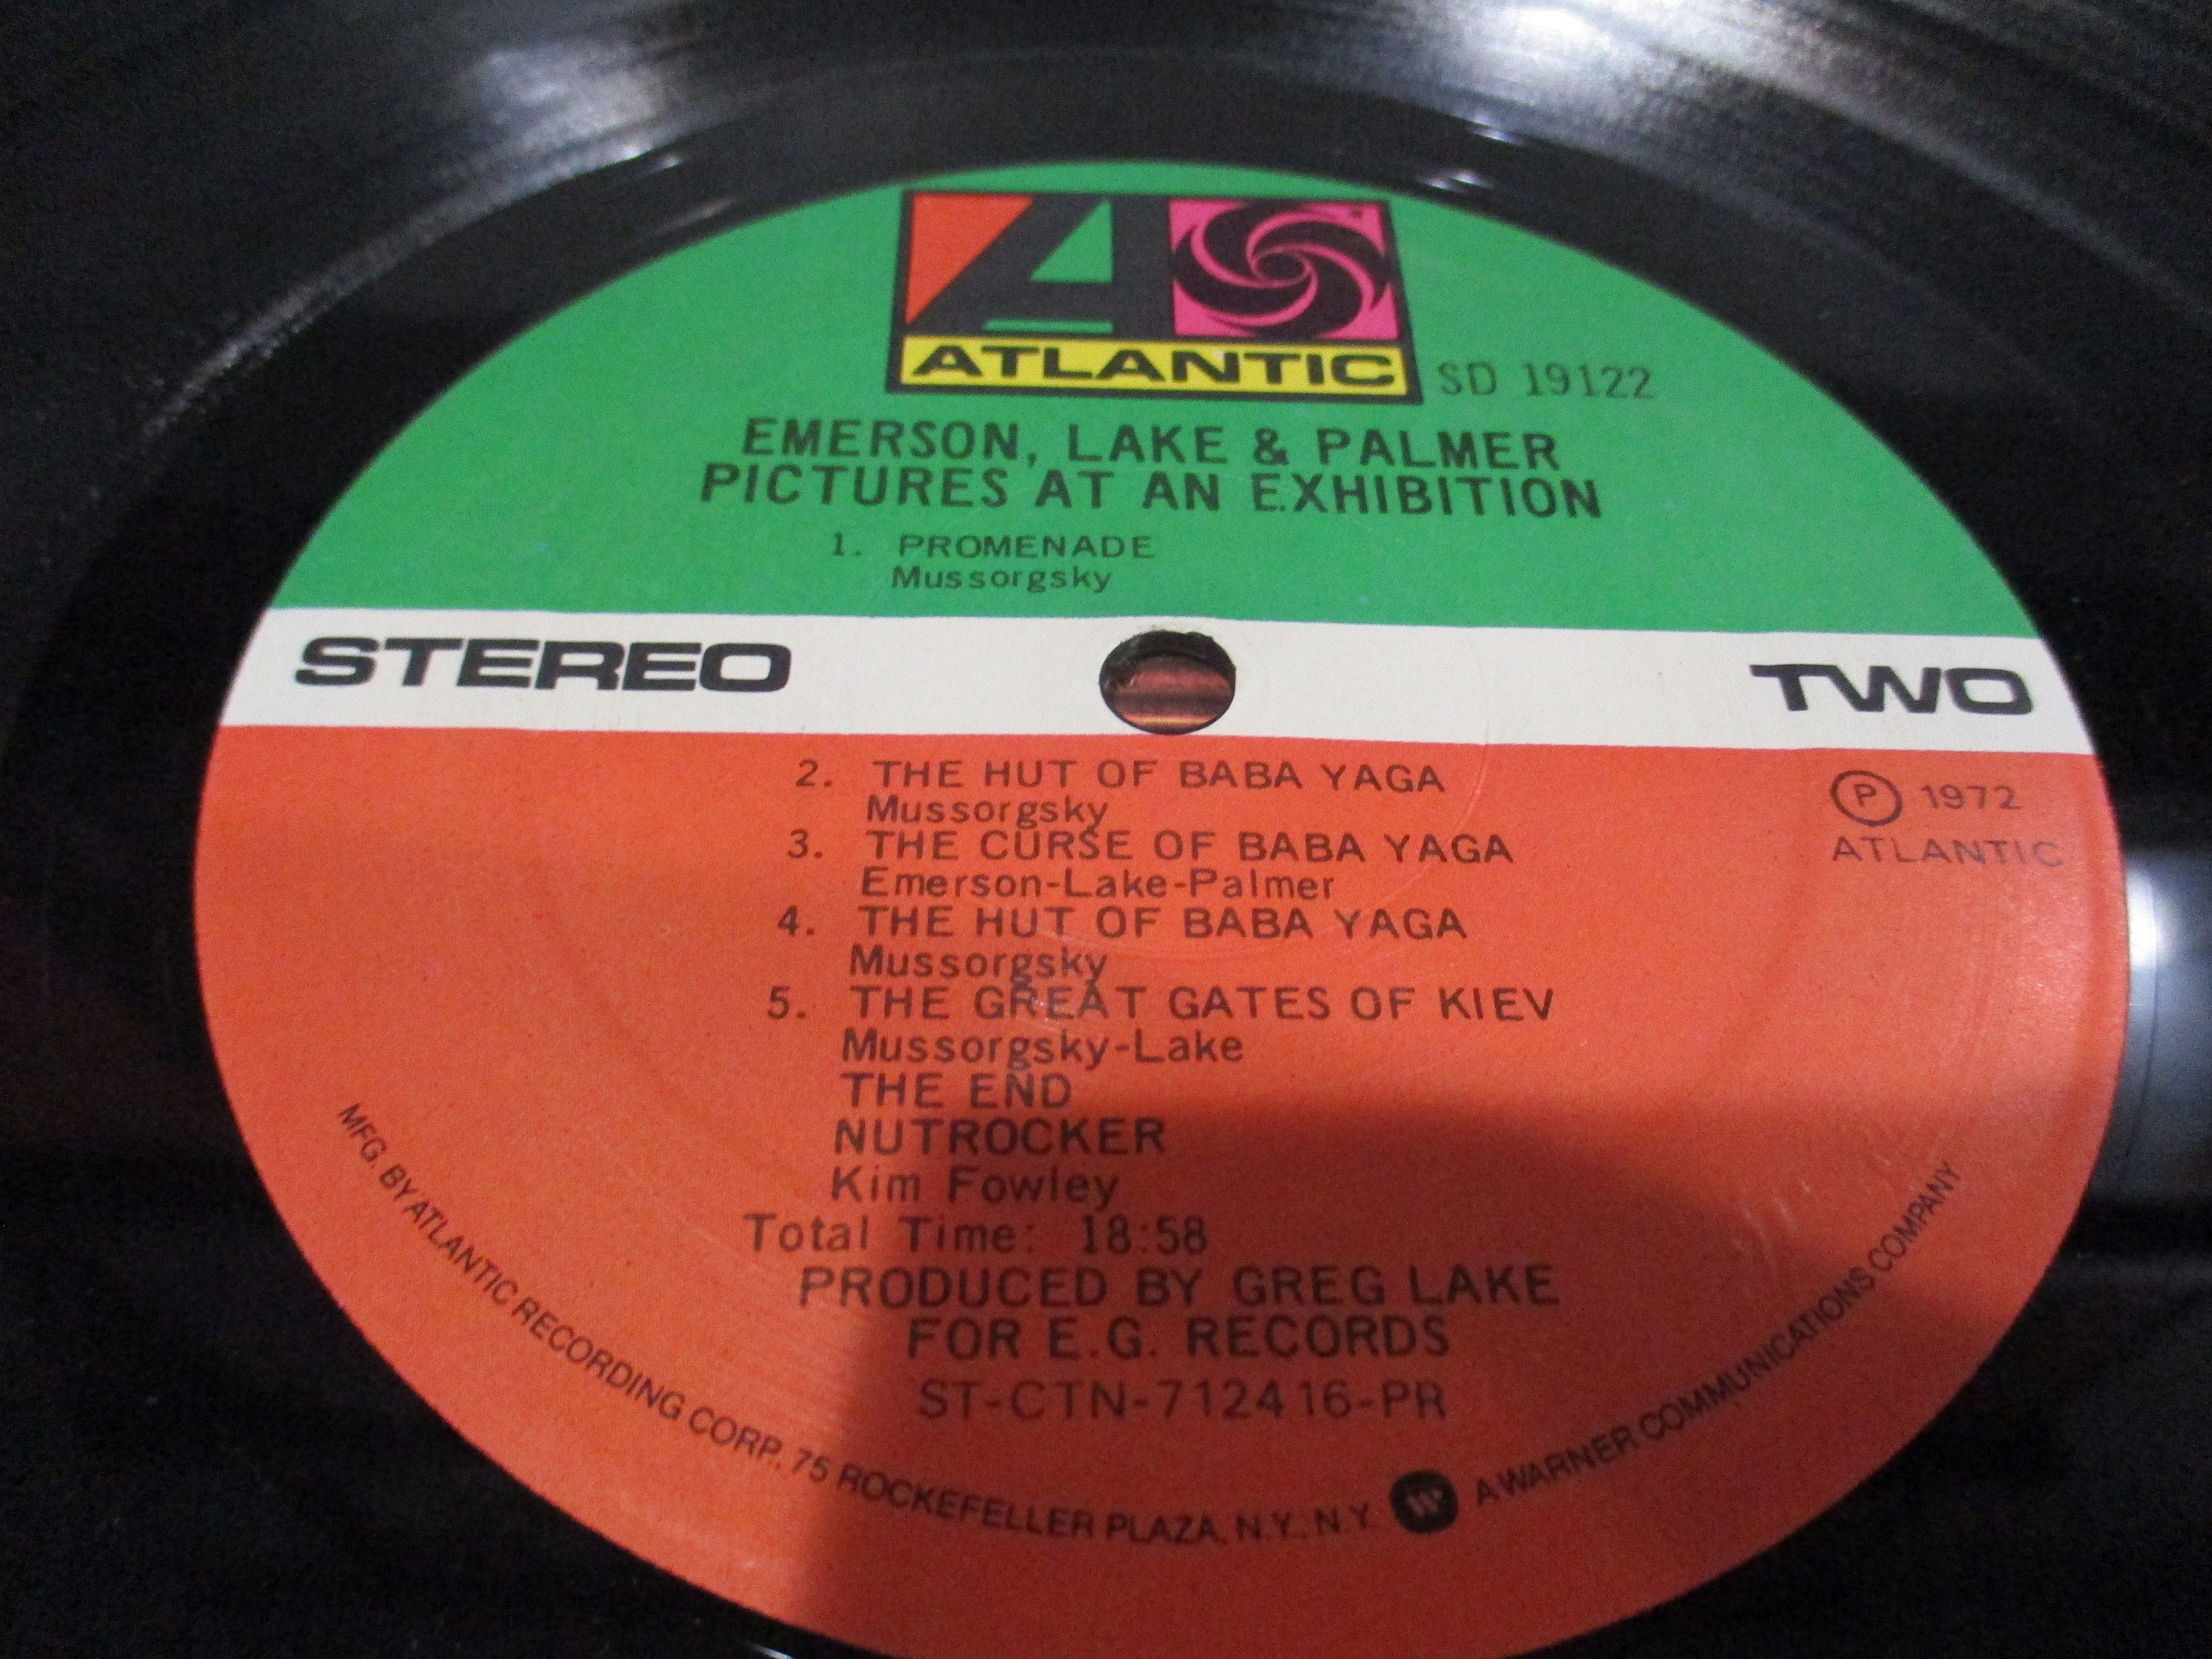 ATLANTIC
SD 19122
EMERSON, LAKE & PALMER
PICTURES AT AN EXHIBITION
1. PROMENADE
Mussorgsky
STEREO
TWO
2. THE HUT OF BABA YAGA
Mussorgsky
3. THE CURSE OF BABA YAGA
Emerson-Lake-Palmer
4. THE HUT OF BABA YAGA
Mussorgsky
5. THE GREAT GATES OF KIEV
Mussorgsky-Lake
THE END
NUTROCKER
Kim Fowley
Total Time: 18:58
PRODUCED BY GREG LAKE
FOR E.G. RECORDS
ST-CTN-712416-PR
Ⓟ 1972
ATLANTIC
MFG. BY ATLANTIC RECORDING CORP., 75 ROCKEFELLER PLAZA, N.Y., N.Y. A WARNER COMMUNICATIONS COMPANY